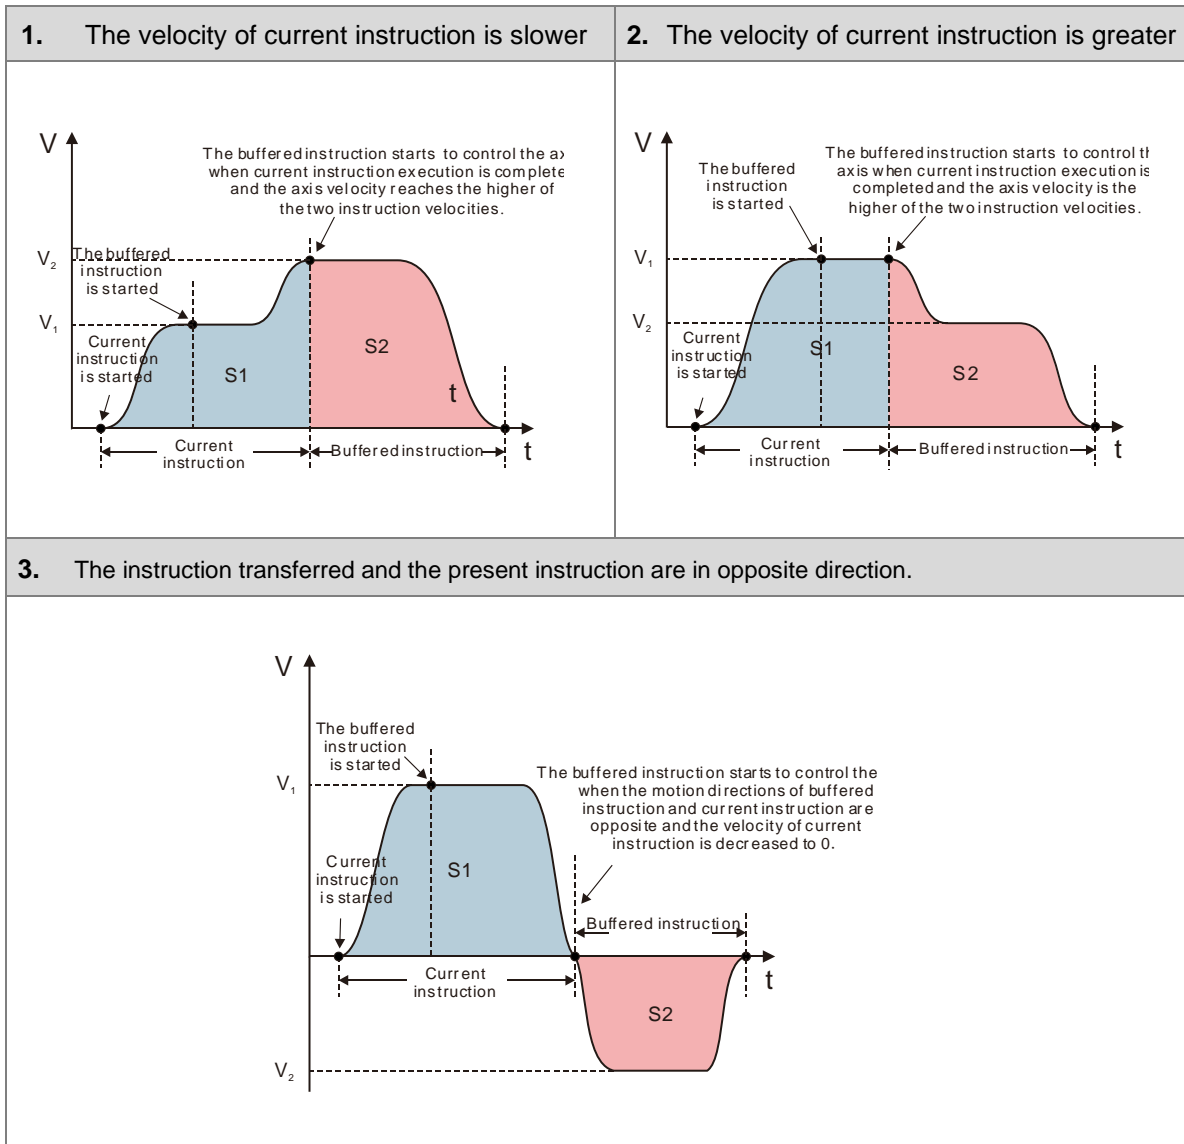 1. The velocity of current instruction is slower
2. The velocity of current instruction is greater
V
The buffered instruction starts to control the ax
when current instruction execution is complete
and the axis velocity reaches the higher of
the two instruction velocities.
V2
The buffered
instruction
is started
V1
Current
instruction
is started
S1
S2
t
Current
instruction
Buffered instruction
t
V
The buffered
instruction
is started
The buffered instruction starts to control th
axis when current instruction execution is
completed and the axis velocity is the
higher of the two instruction velocities.
V1
V2
Current
instruction
is started
S1
S2
Current
instruction
Buffered instruction
t
3. The instruction transferred and the present instruction are in opposite direction.
V
The buffered
instruction
is started
V1
The buffered instruction starts to control the
when the motion directions of buffered
instruction and current instruction are
opposite and the velocity of current
instruction is decreased to 0.
Current
instruction
is started
S1
Buffered instruction
Current
instruction
t
S2
V2